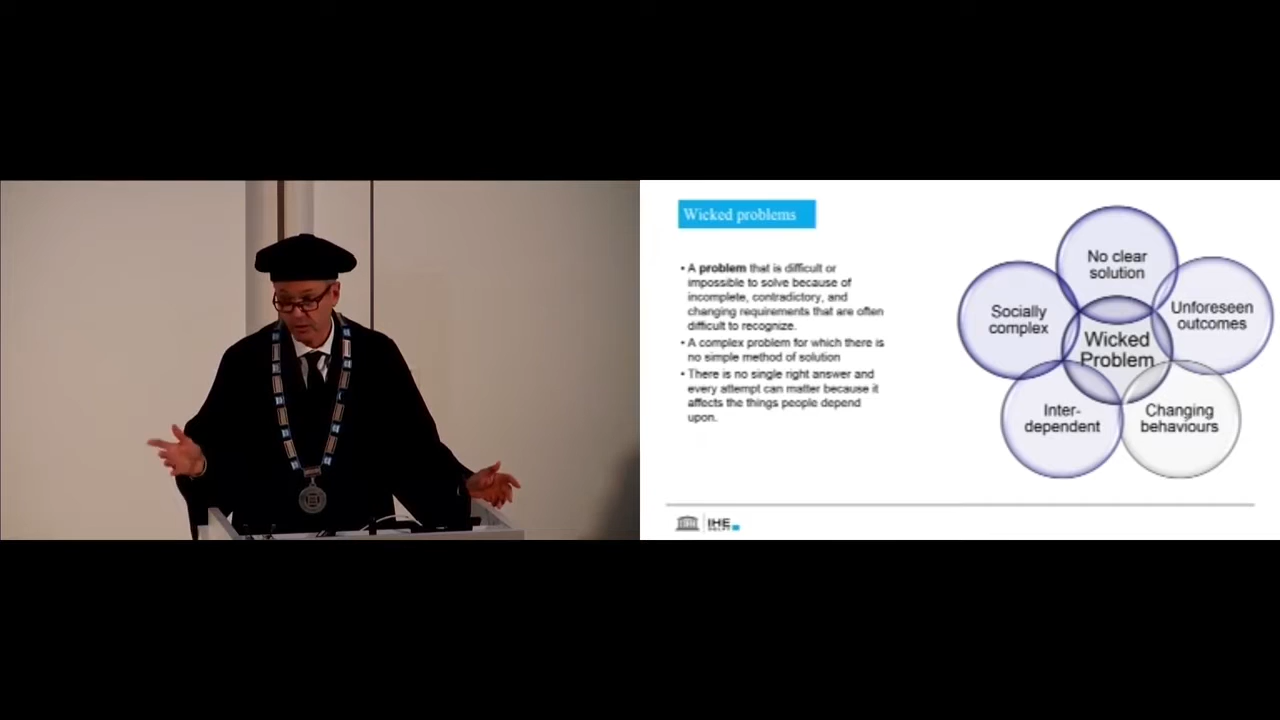 Wicked problems
• A problem that is difficult or
impossible to solve because of
incomplete, contradictory, and
changing requirements that are often
difficult to recognize.
• A complex problem for which there is
no simple method of solution
• There is no single right answer and
every attempt can matter because it
affects the things people depend
upon.
No clear
solution
Socially
complex
Unforeseen
outcomes
Wicked
Problem
Inter-
dependent
Changing
behaviours
IHE
DELFT